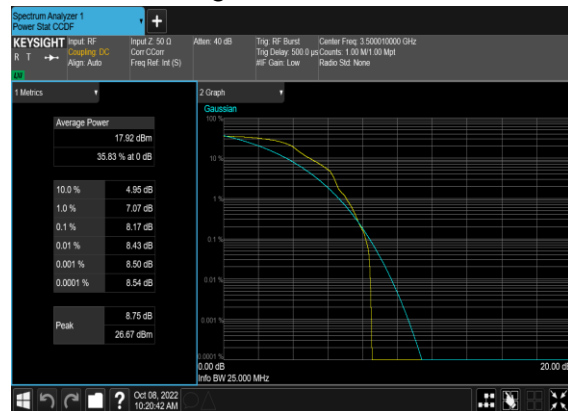 Spectrum Analyzer 1
Power Stat CCDF
+
KEYSIGHT
R T
LXI
Input: RF
Coupling: DC
Align: Auto
Input Z: 50 Ω
Corr CCorr
Freq Ref: Int (S)
Atten: 40 dB
Trig: RF Burst
Trig Delay: 500.0 µs
#IF Gain: Low
Center Freq: 3.500010000 GHz
Counts: 1.00 M/1.00 Mpt
Radio Std: None
1 Metrics
Average Power
17.92 dBm
35.83 % at 0 dB
10.0 % 4.95 dB
1.0 % 7.07 dB
0.1 % 8.17 dB
0.01 % 8.43 dB
0.001 % 8.50 dB
0.0001 % 8.54 dB
Peak
8.75 dB
26.67 dBm
2 Graph
Gaussian
100 %
10 %
1 %
0.1 %
0.01 %
0.001 %
0.0001 %
0.00 dB 20.00 dB
Info BW 25.000 MHz
?
Oct 08, 2022
10:20:42 AM